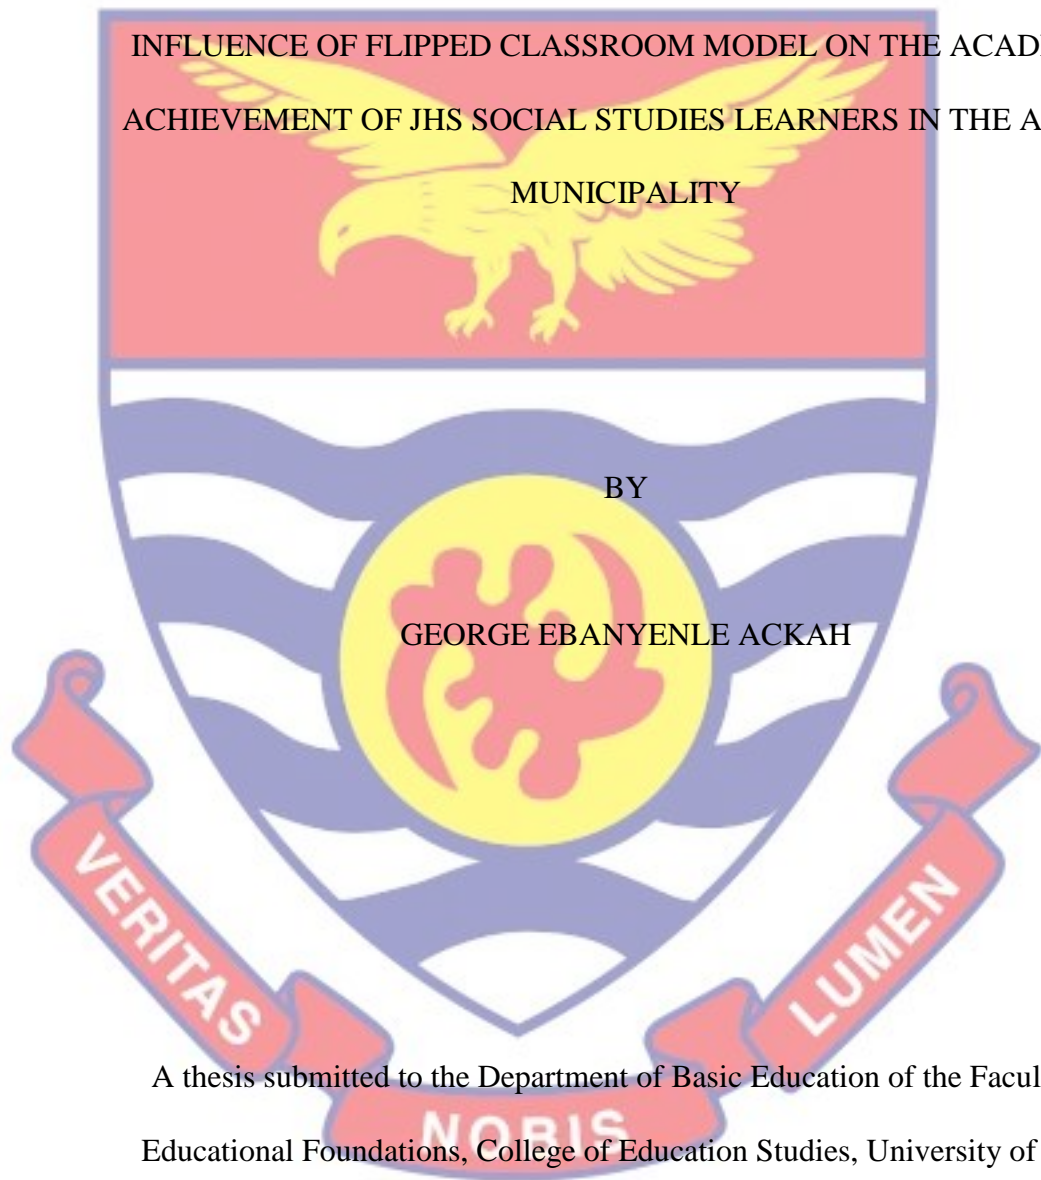 INFLUENCE OF FLIPPED CLASSROOM MODEL ON THE ACAD
ACHIEVEMENT OF JHS SOCIAL STUDIES LEARNERS IN THE A
MUNICIPALITY
BY
GEORGE EBANYENLE ACKAH
VERITAS
LUMEN
A thesis submitted to the Department of Basic Education of the Facul
NOBIS
Educational Foundations, College of Education Studies, University of